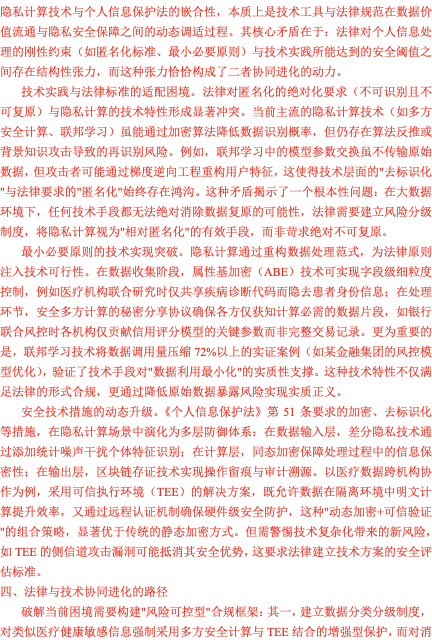 隐私计算技术与个人信息保护法的嵌合性，本质上是技术工具与法律规范在数据价
值流通与隐私安全保障之间的动态调适过程。其核心矛盾在于：法律对个人信息处
理的刚性约束（如匿名化标准、最小必要原则）与技术实践所能达到的安全阈值之
间存在结构性张力，而这种张力恰恰构成了二者协同进化的动力。
技术实践与法律标准的适配困境。法律对匿名化的绝对化要求（不可识别且不
可复原）与隐私计算的技术特性形成显著冲突。当前主流的隐私计算技术（如多方
安全计算、联邦学习）虽能通过加密算法降低数据识别概率，但仍存在算法反推或
背景知识攻击导致的再识别风险。例如，联邦学习中的模型参数交换虽不传输原始
数据，但攻击者可能通过梯度逆向工程重构用户特征，这使得技术层面的"去标识化
"与法律要求的"匿名化"始终存在鸿沟。这种矛盾揭示了一个根本性问题：在大数据
环境下，任何技术手段都无法绝对消除数据复原的可能性，法律需要建立风险分级
制度，将隐私计算视为"相对匿名化"的有效手段，而非苛求绝对不可复原。
最小必要原则的技术实现突破。隐私计算通过重构数据处理范式，为法律原则
注入技术可行性。在数据收集阶段，属性基加密（ABE）技术可实现字段级细粒度
控制，例如医疗机构联合研究时仅共享疾病诊断代码而隐去患者身份信息；在处理
环节，安全多方计算的秘密分享协议确保各方仅获知计算必需的数据片段，如银行
联合风控时各机构仅贡献信用评分模型的关键参数而非完整交易记录。更为重要的
是，联邦学习技术将数据调用量压缩 72%以上的实证案例（如某金融集团的风控模
型优化），验证了技术手段对"数据利用最小化"的实质性支撑。这种技术特性不仅满
足法律的形式合规，更通过降低原始数据暴露风险实现实质正义。
安全技术措施的动态升级。《个人信息保护法》第 51 条要求的加密、去标识化
等措施，在隐私计算场景中演化为多层防御体系：在数据输入层，差分隐私技术通
过添加统计噪声干扰个体特征识别；在计算层，同态加密保障处理过程中的信息保
密性；在输出层，区块链存证技术实现操作留痕与审计溯源。以医疗数据跨机构协
作为例，采用可信执行环境（TEE）的解决方案，既允许数据在隔离环境中明文计
算提升效率，又通过远程认证机制确保硬件级安全防护，这种"动态加密+可信验证
"的组合策略，显著优于传统的静态加密方式。但需警惕技术复杂化带来的新风险，
如 TEE 的侧信道攻击漏洞可能抵消其安全优势，这要求法律建立技术方案的安全评
估标准。
四、法律与技术协同进化的路径
破解当前困境需要构建"风险可控型"合规框架：其一，建立数据分类分级制度，
对类似医疗健康敏感信息强制采用多方安全计算与 TEE 结合的增强型保护，而对消